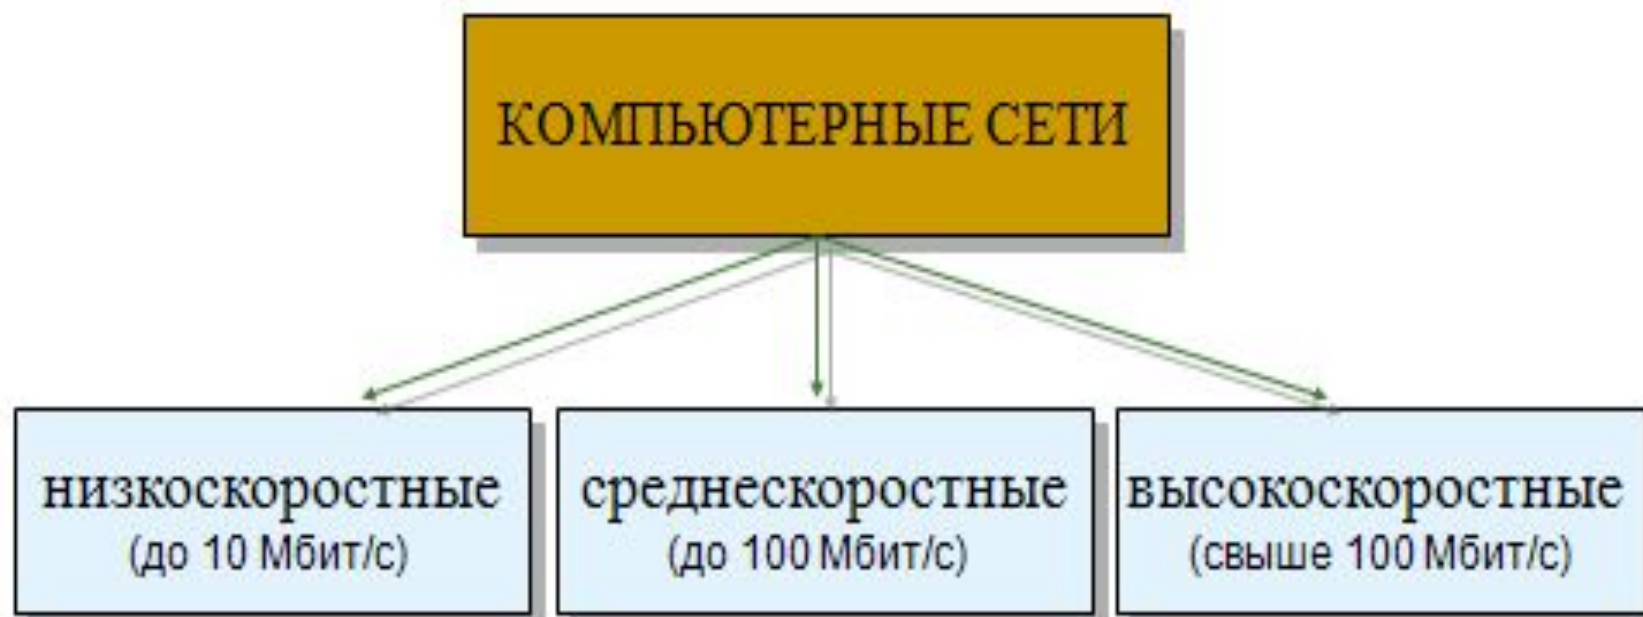 КОМПЬЮТЕРНЫЕ СЕТИ
низкоскоростные
(до 10 Мбит/с)
среднескоростные
(до 100 Мбит/с)
высокоскоростные
(свыше 100 Мбит/с)